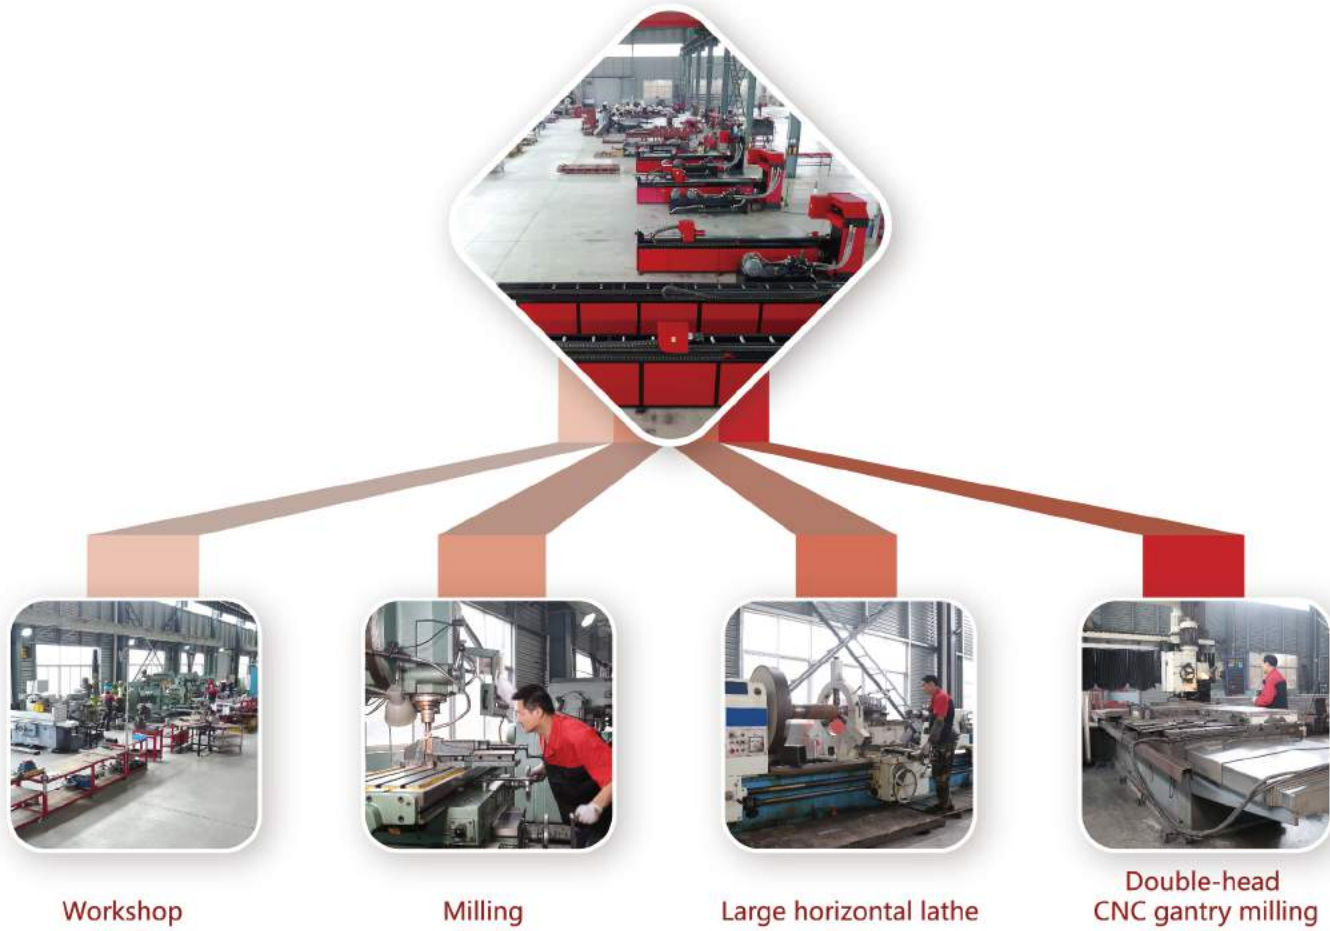 Workshop
Milling
Large horizontal lathe
Double-head
CNC gantry milling